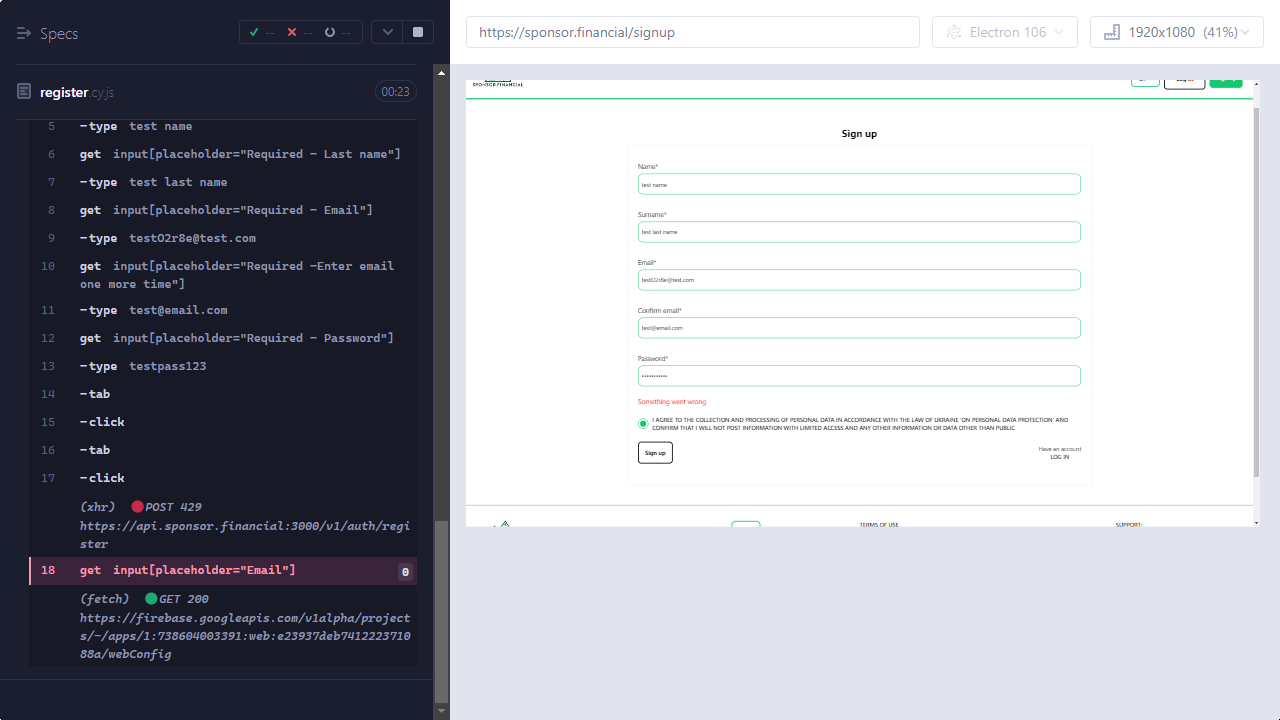 Specs
-- -- --
register.cy.js
00:23
5 -type test name
6 get input[placeholder="Required - Last name"]
7 -type test last name
8 get input[placeholder="Required - Email"]
9 -type testO2r8e@test.com
10 get input[placeholder="Required -Enter email
one more time"]
11 -type test@email.com
12 get input[placeholder="Required - Password"]
13 -type testpass123
14 -tab
15 -click
16 -tab
17 -click
(xhr) POST 429
https://api.sponsor.financial:3000/v1/auth/regi
ster
18 get input[placeholder="Email"] 0
(fetch) GET 200
https://firebase.googleapis.com/v1alpha/project
s/-/apps/1:738604003391:web:e23937deb7412223710
88a/webConfig
https://sponsor.financial/signup
Electron 106
1920x1080 (41%)
SPONSOR.FINANCIAL
Sign up
Name*
test name
Surname*
test last name
Email*
testO2r8e@test.com
Confirm email*
test@email.com
Password*
•••••••••••
Something went wrong
I AGREE TO THE COLLECTION AND PROCESSING OF PERSONAL DATA IN ACCORDANCE WITH THE LAW OF UKRAINE 'ON PERSONAL DATA PROTECTION' AND
CONFIRM THAT I WILL NOT POST INFORMATION WITH LIMITED ACCESS AND ANY OTHER INFORMATION OR DATA OTHER THAN PUBLIC
Sign up
Have an account
LOG IN
TERMS OF USE
SUPPORT: